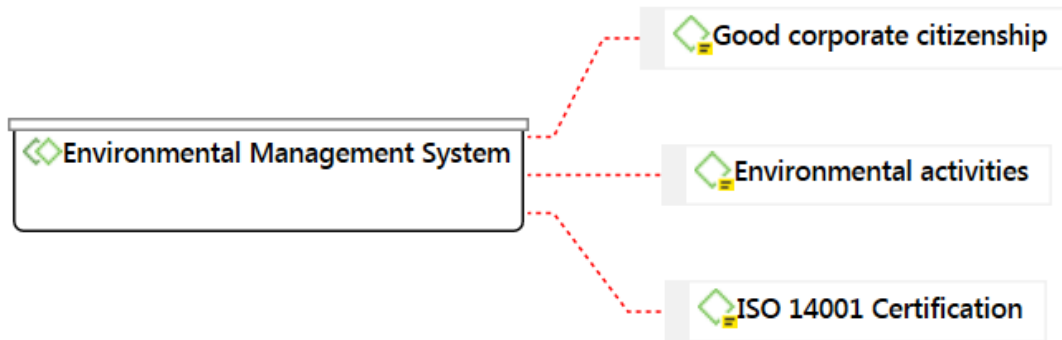 Good corporate citizenship
Environmental Management System
Environmental activities
ISO 14001 Certification